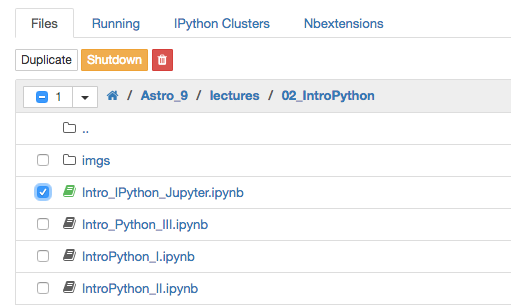 Files Running IPython Clusters Nbextensions
Duplicate Shutdown
1 / Astro_9 / lectures / 02_IntroPython
..
imgs
Intro_IPython_Jupyter.ipynb
Intro_Python_III.ipynb
IntroPython_I.ipynb
IntroPython_II.ipynb